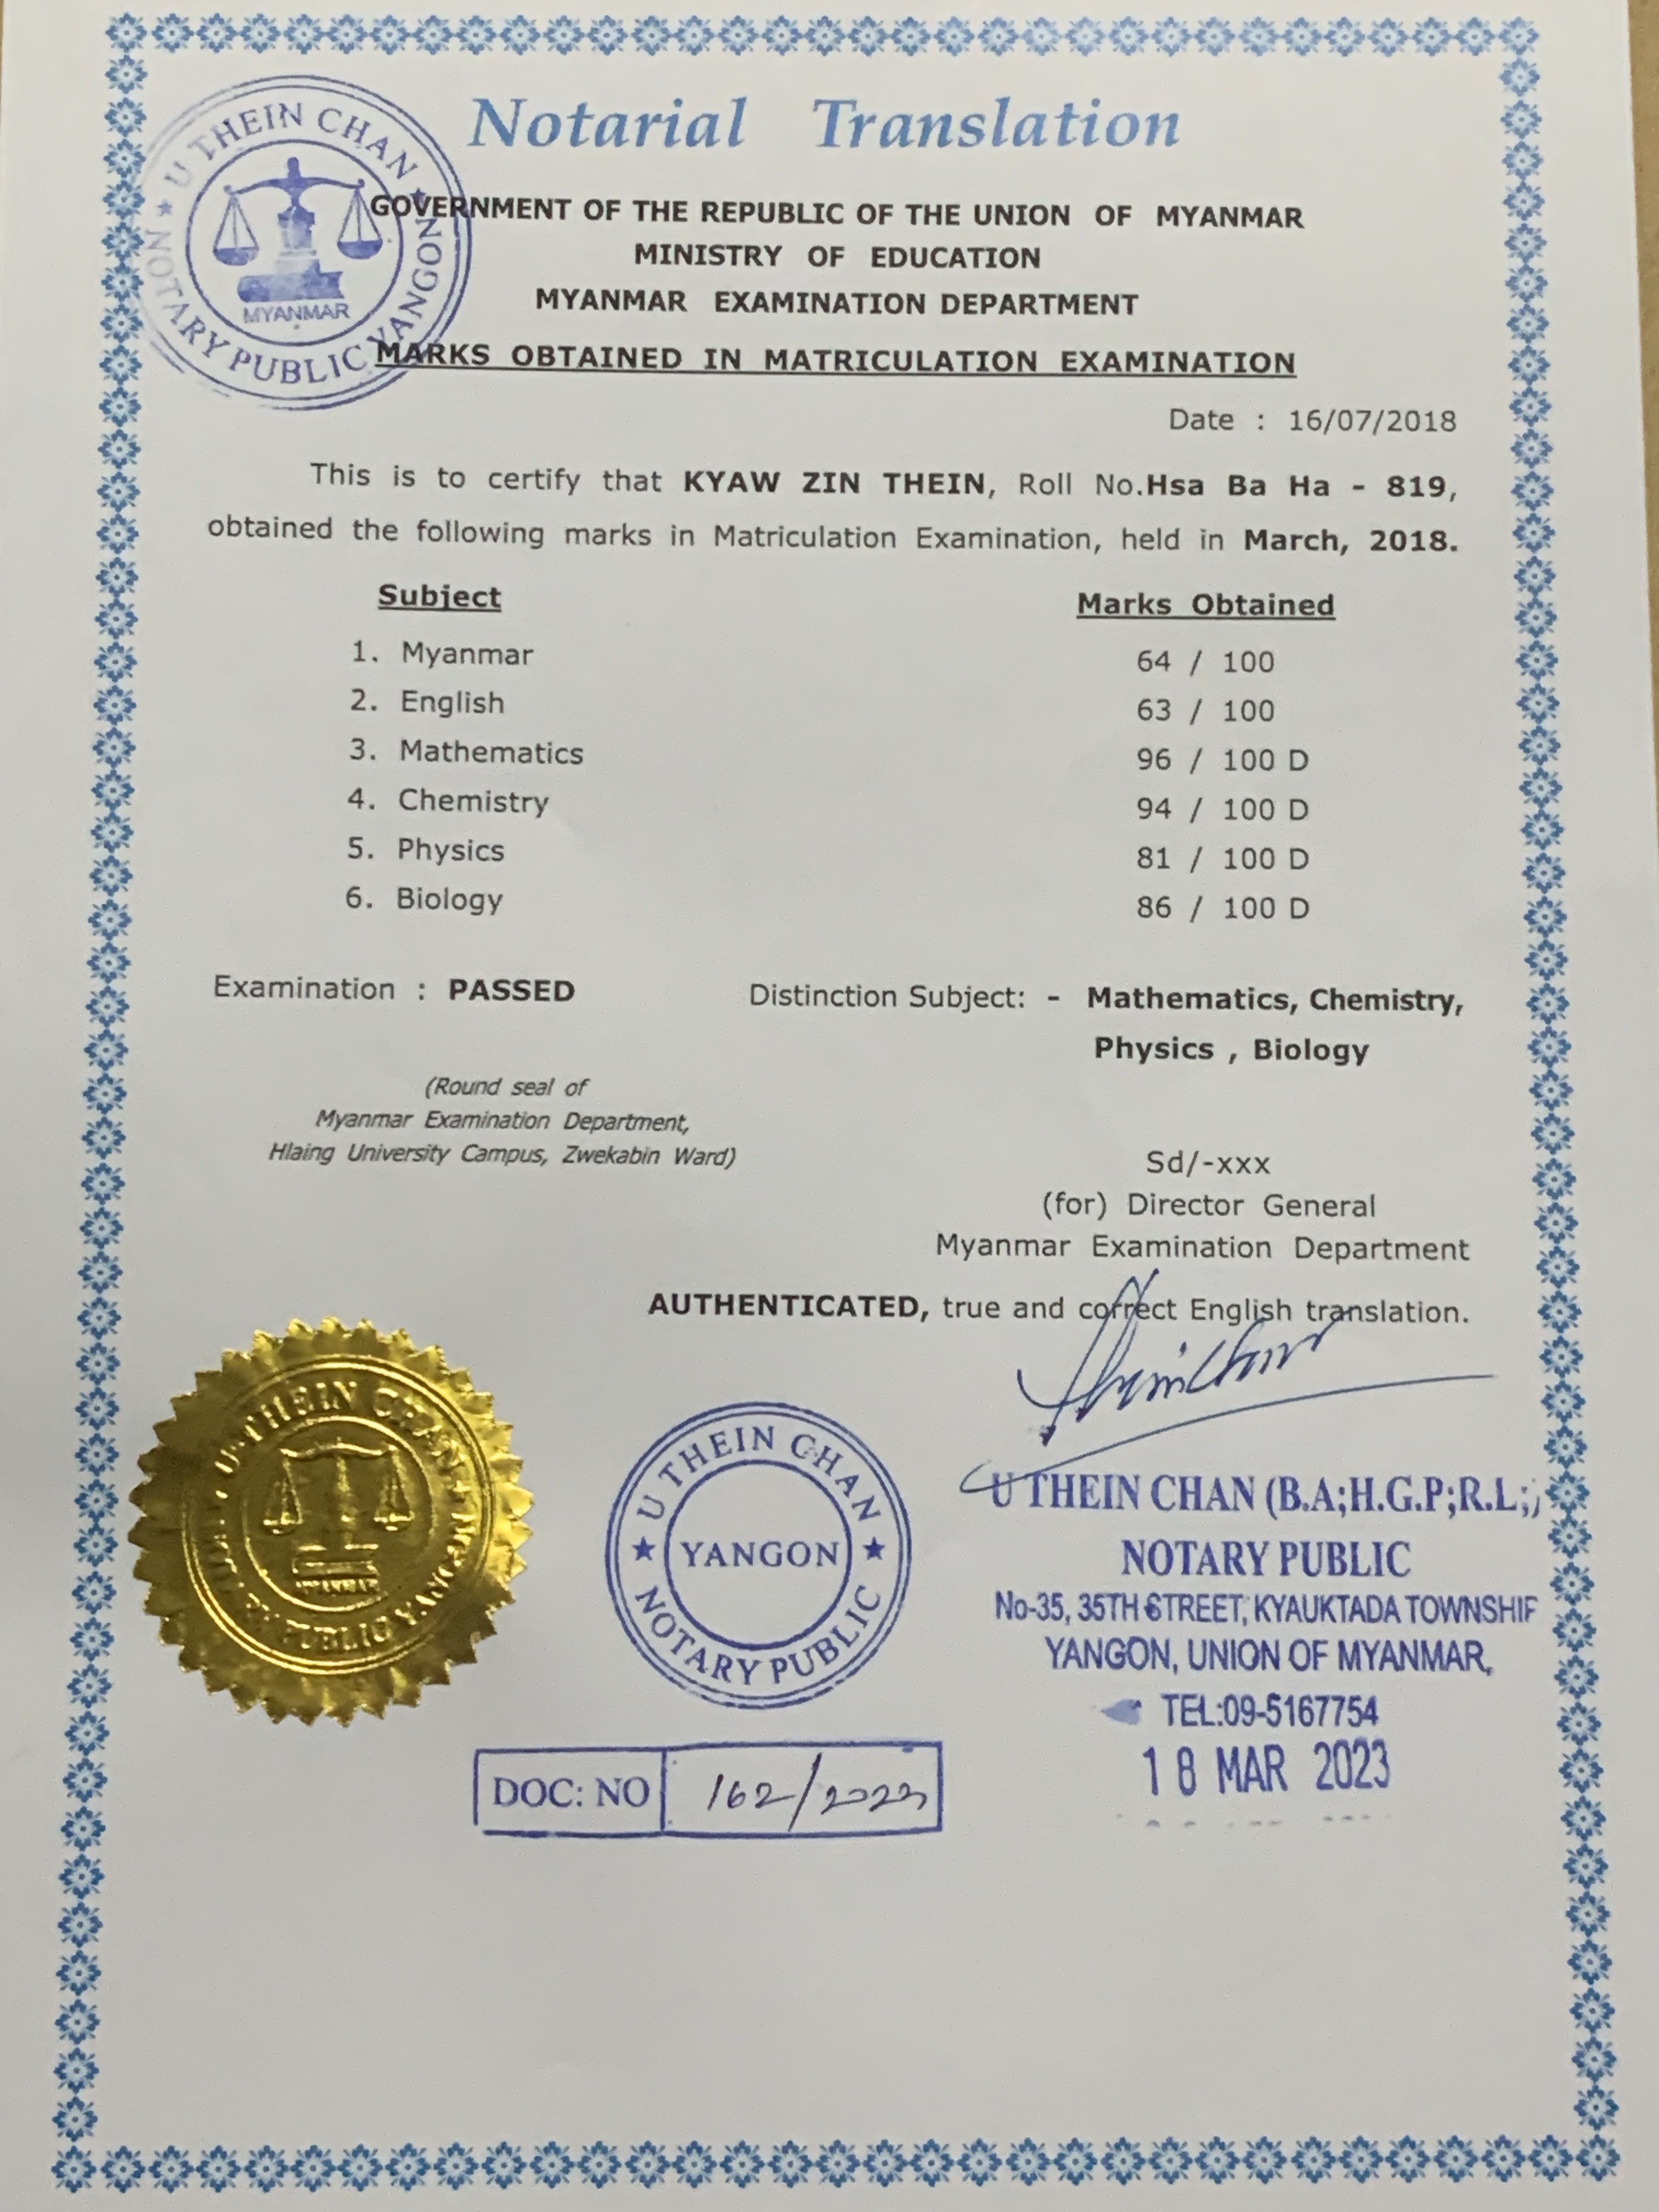 Notarial Translation
U THEIN CHAN
NOTARY PUBLIC YANGON
MYANMAR
GOVERNMENT OF THE REPUBLIC OF THE UNION OF MYANMAR
MINISTRY OF EDUCATION
MYANMAR EXAMINATION DEPARTMENT
MARKS OBTAINED IN MATRICULATION EXAMINATION
Date : 16/07/2018
This is to certify that KYAW ZIN THEIN, Roll No.Hsa Ba Ha - 819,
obtained the following marks in Matriculation Examination, held in March, 2018.
Subject Marks Obtained
1. Myanmar 64 / 100
2. English 63 / 100
3. Mathematics 96 / 100 D
4. Chemistry 94 / 100 D
5. Physics 81 / 100 D
6. Biology 86 / 100 D
Examination : PASSED Distinction Subject: - Mathematics, Chemistry,
Physics , Biology
(Round seal of
Myanmar Examination Department,
Hlaing University Campus, Zwekabin Ward)
Sd/-xxx
(for) Director General
Myanmar Examination Department
AUTHENTICATED, true and correct English translation.
Thein Chan
U THEIN CHAN
NOTARY PUBLIC YANGON
MYANMAR
U THEIN CHAN
YANGON
NOTARY PUBLIC
U THEIN CHAN (B.A;H.G.P;R.L;)
NOTARY PUBLIC
No-35, 35TH STREET, KYAUKTADA TOWNSHIP
YANGON, UNION OF MYANMAR,
TEL:09-5167754
18 MAR 2023
DOC: NO 162/2023